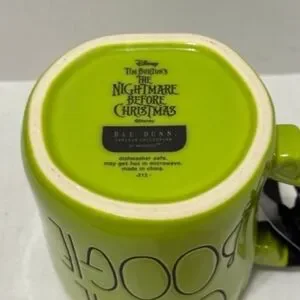 Disney
Tim Burton's
THE
NIGHTMARE
BEFORE
CHRISTMAS
©Disney
RAE DUNN
dishwasher safe.
may get hot in microwave.
made in china.
BOOGIE